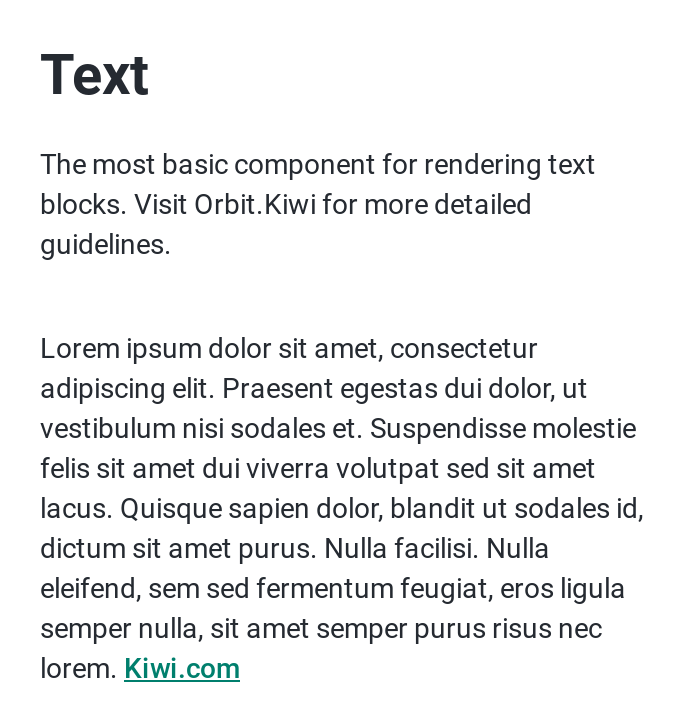 Text
The most basic component for rendering text
blocks. Visit Orbit.Kiwi for more detailed
guidelines.
Lorem ipsum dolor sit amet, consectetur
adipiscing elit. Praesent egestas dui dolor, ut
vestibulum nisi sodales et. Suspendisse molestie
felis sit amet dui viverra volutpat sed sit amet
lacus. Quisque sapien dolor, blandit ut sodales id,
dictum sit amet purus. Nulla facilisi. Nulla
eleifend, sem sed fermentum feugiat, eros ligula
semper nulla, sit amet semper purus risus nec
lorem. Kiwi.com